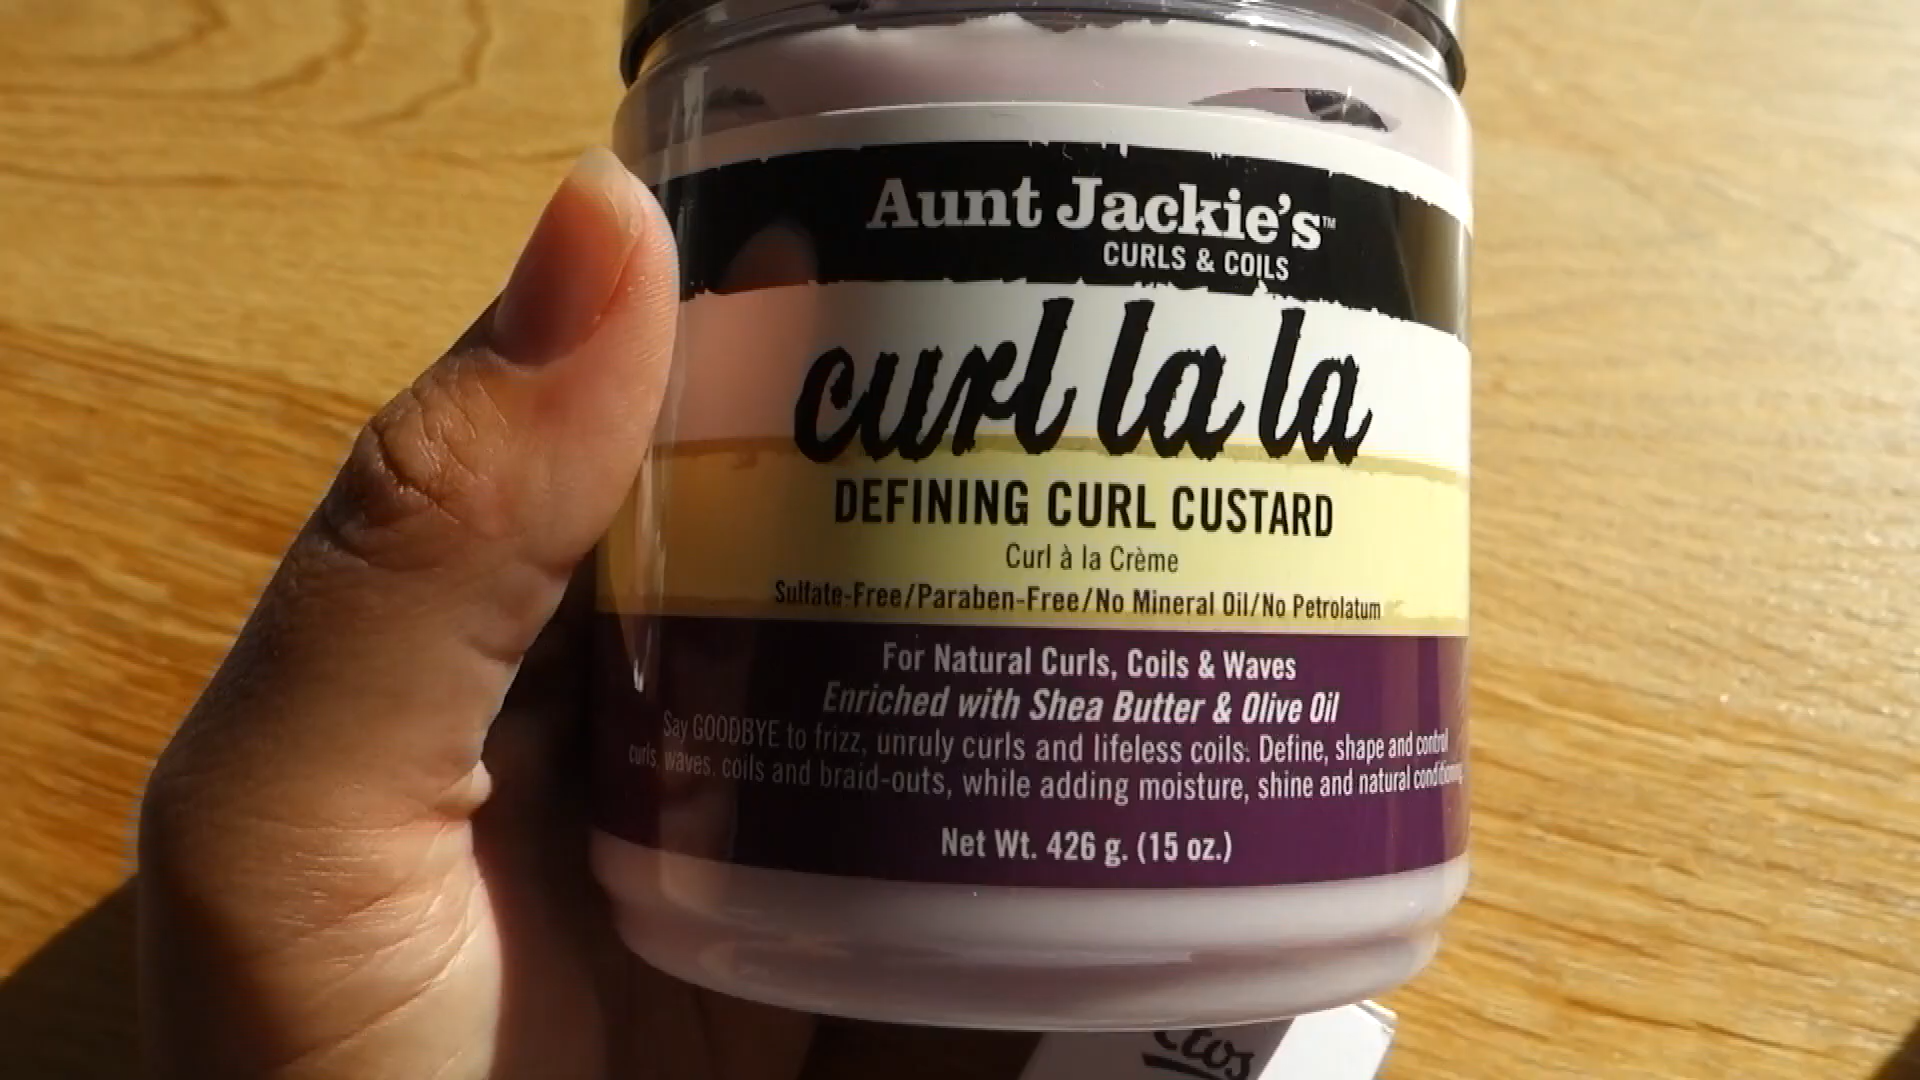 Aunt Jackie's™
CURLS & COILS
curl la la
DEFINING CURL CUSTARD
Curl à la Crème
Sulfate-Free/Paraben-Free/No Mineral Oil/No Petrolatum
For Natural Curls, Coils & Waves
Enriched with Shea Butter & Olive Oil
Say GOODBYE to frizz, unruly curls and lifeless coils. Define, shape and control
curls, waves, coils and braid-outs, while adding moisture, shine and natural conditioning
Net Wt. 426 g. (15 oz.)